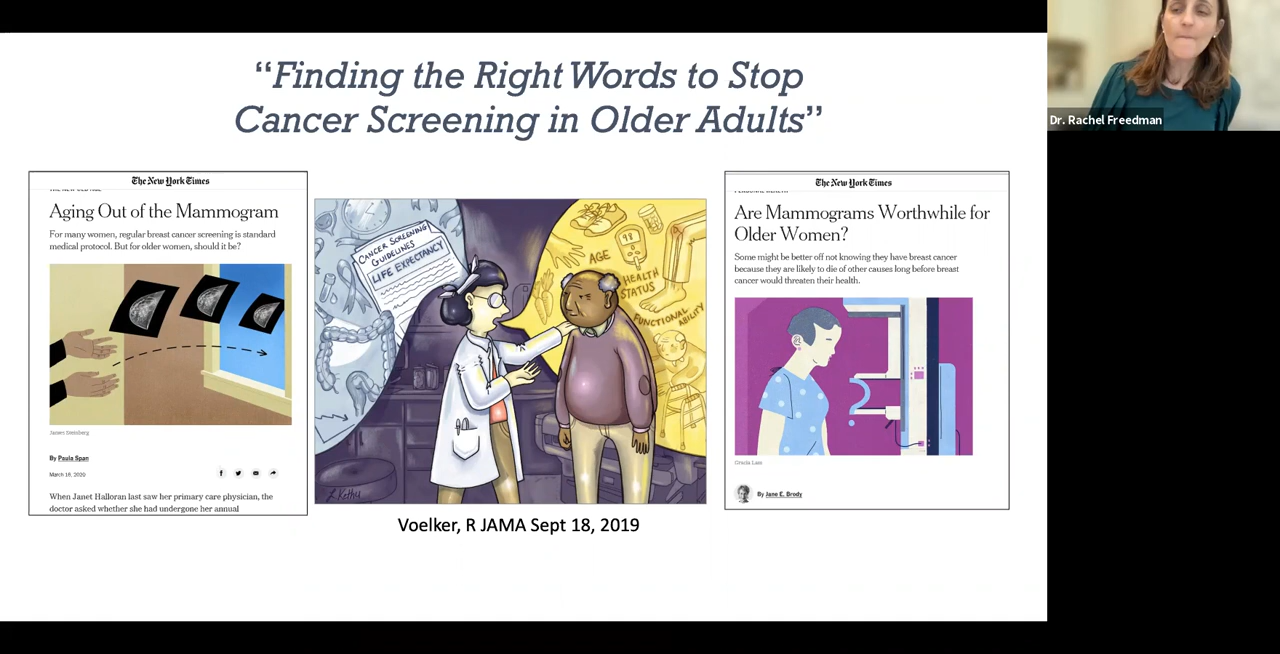 “Finding the Right Words to Stop
Cancer Screening in Older Adults”
The New York Times
Aging Out of the Mammogram
For many women, regular breast cancer screening is standard
medical protocol. But for older women, should it be?
By Paula Span
March 16, 2020
When Janet Halloran last saw her primary care physician, the
doctor asked whether she had undergone her annual
CANCER SCREENING
GUIDELINES
LIFE EXPECTANCY
98
AGE
HEALTH
STATUS
FUNCTIONAL
ABILITY
L. Kethu
Voelker, R JAMA Sept 18, 2019
The New York Times
Are Mammograms Worthwhile for
Older Women?
Some might be better off not knowing they have breast cancer
because they are likely to die of other causes long before breast
cancer would threaten their health.
Gracia Lam
By Jane E. Brody
Dr. Rachel Freedman